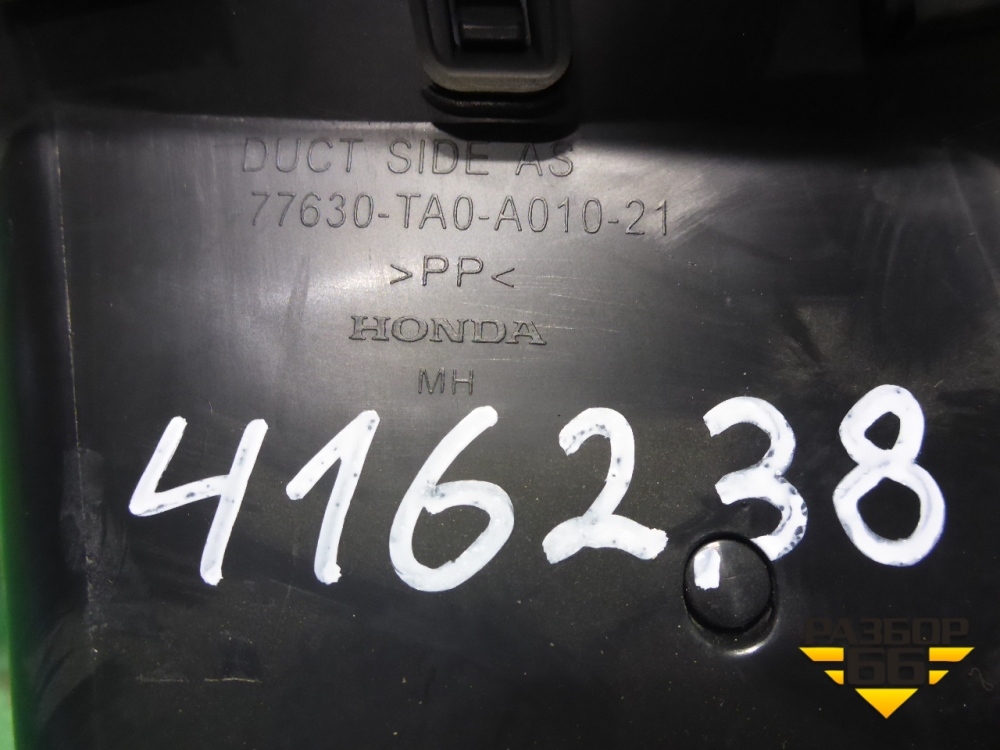 DUCT SIDE AS
77630-TA0-A010-21
>PP<
HONDA
MH
416238
РАЗБОР
66